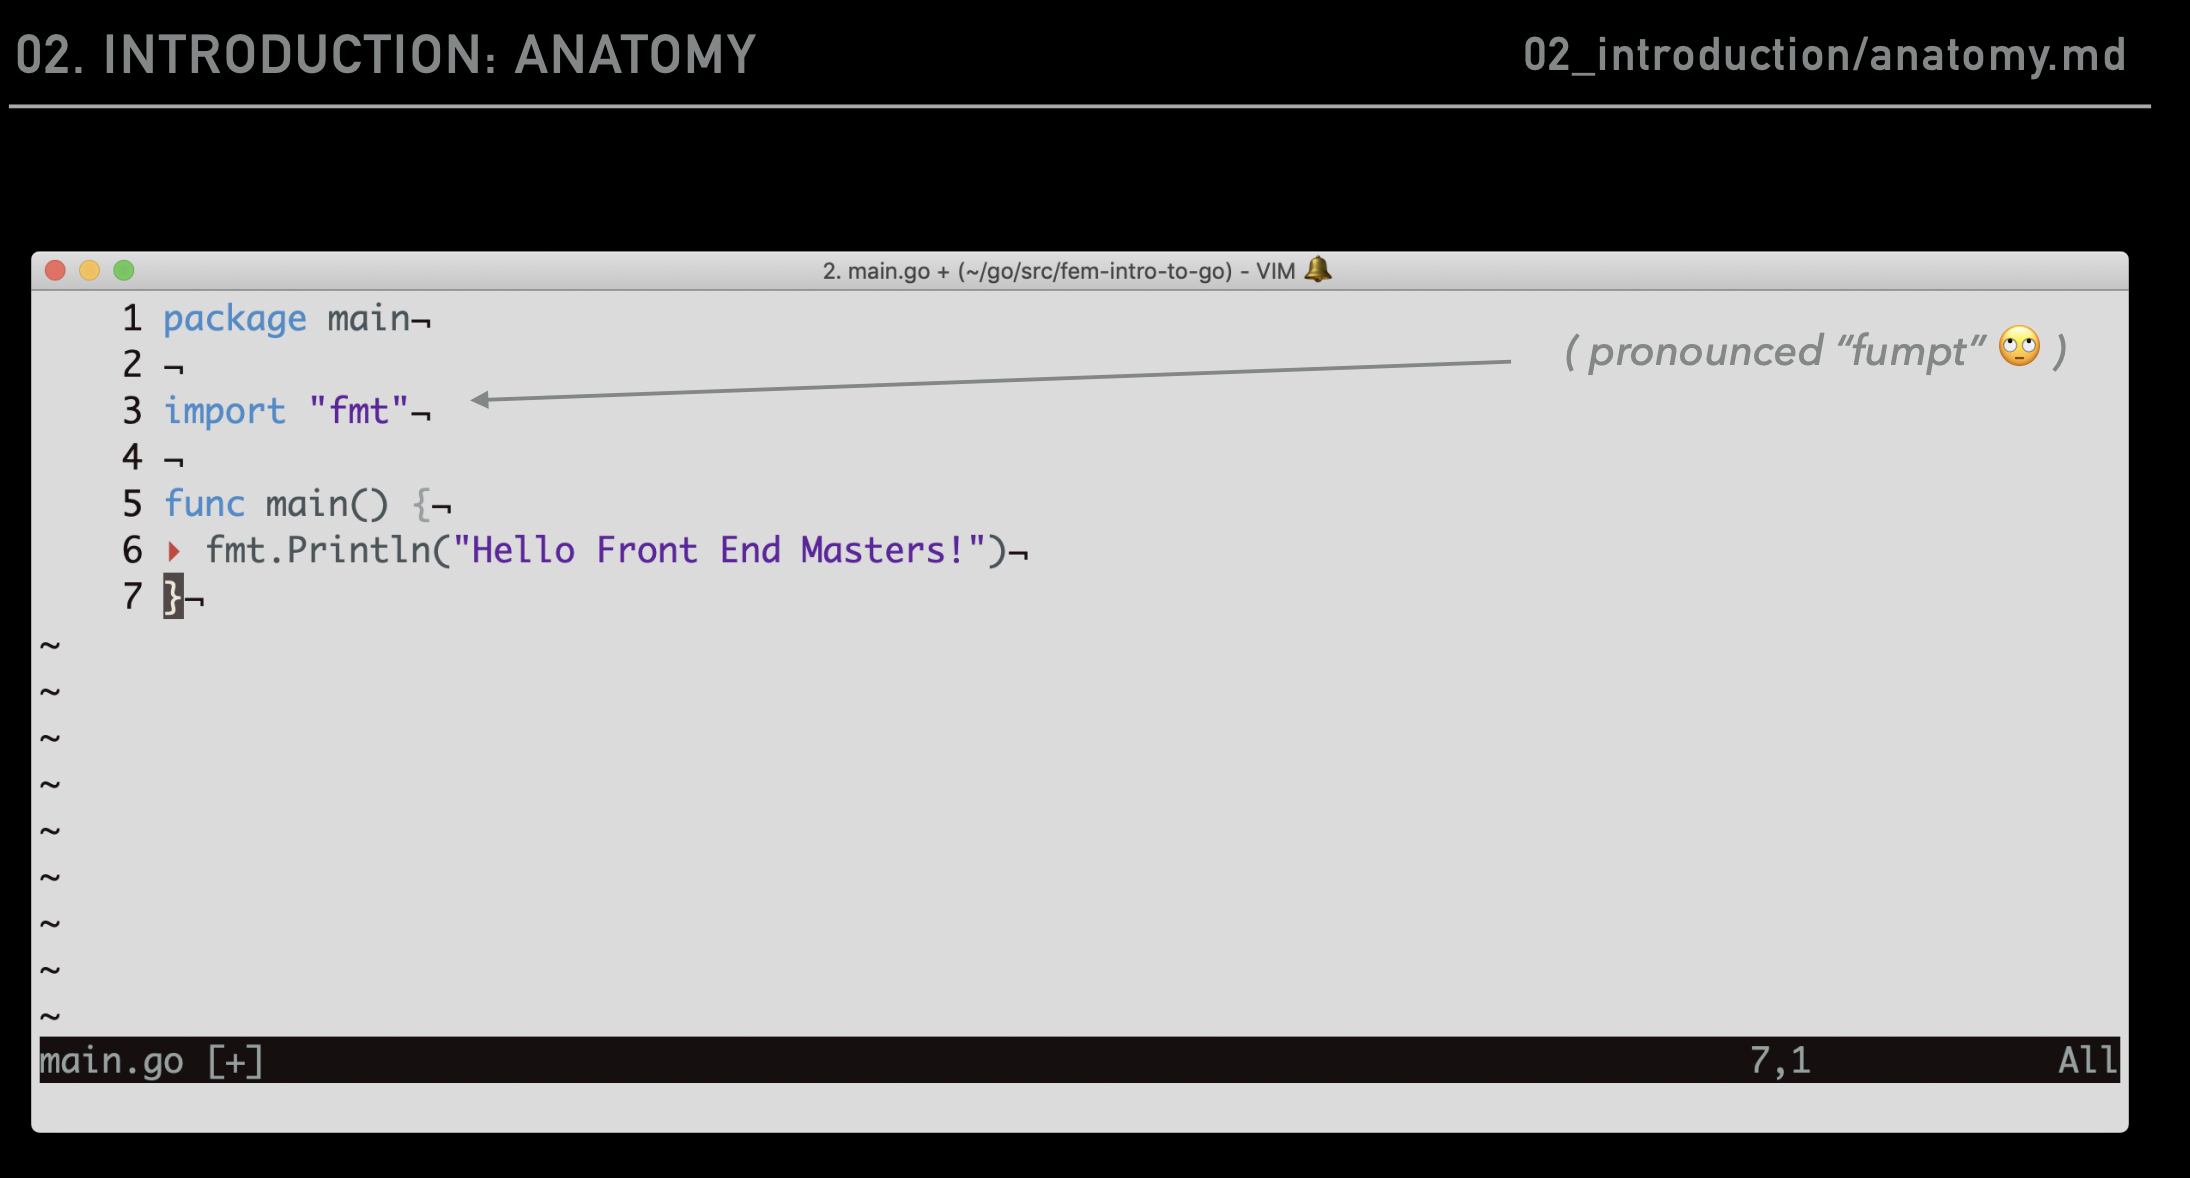 02. INTRODUCTION: ANATOMY
02_introduction/anatomy.md
2. main.go + (~/go/src/fem-intro-to-go) - VIM 🔔
1 package main¬
2 ¬
( pronounced “fumpt” 🙄 )
3 import "fmt"¬
4 ¬
5 func main() {¬
6 ▸ fmt.Println("Hello Front End Masters!")¬
7 }¬
~
~
~
~
~
~
~
~
~
main.go [+] 7,1 All